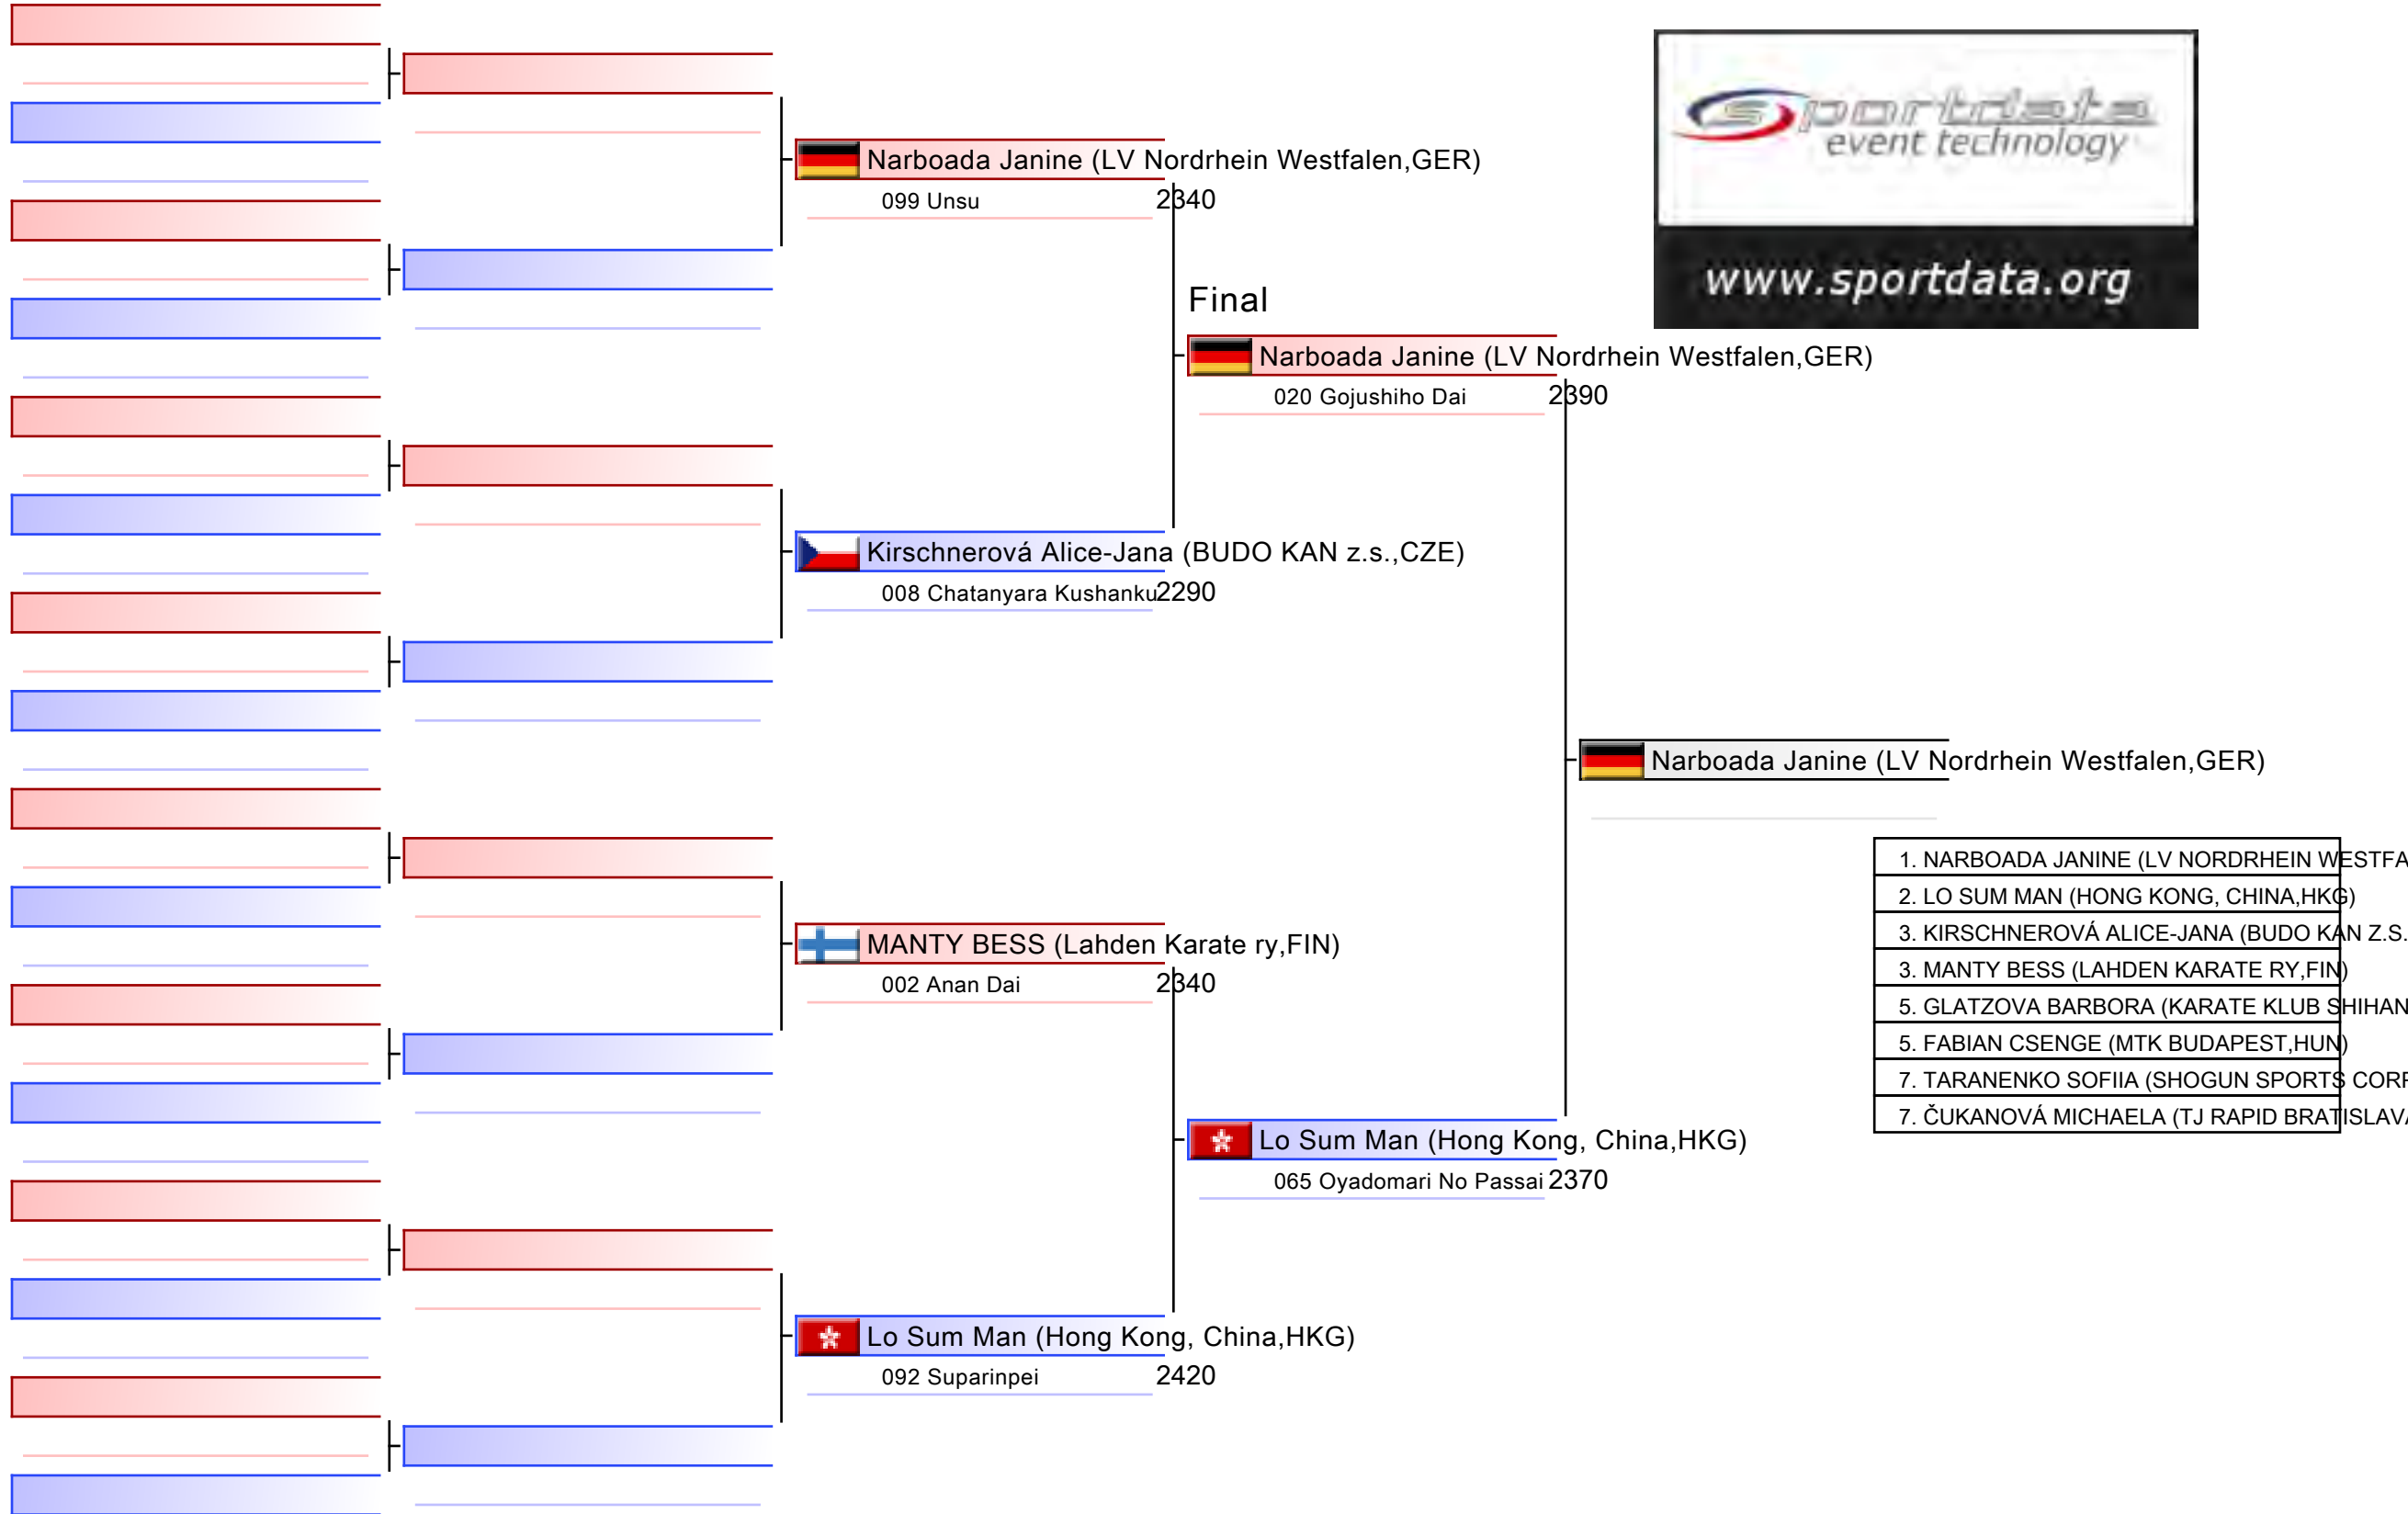 sportdata
event technology
www.sportdata.org
Narboada Janine (LV Nordrhein Westfalen,GER)
099 Unsu 2340
Final
Narboada Janine (LV Nordrhein Westfalen,GER)
020 Gojushiho Dai 2390
Kirschnerová Alice-Jana (BUDO KAN z.s.,CZE)
008 Chatanyara Kushanku 2290
Narboada Janine (LV Nordrhein Westfalen,GER)
1. NARBOADA JANINE (LV NORDRHEIN WESTFA
2. LO SUM MAN (HONG KONG, CHINA,HKG)
3. KIRSCHNEROVÁ ALICE-JANA (BUDO KAN Z.S.
3. MANTY BESS (LAHDEN KARATE RY,FIN)
5. GLATZOVA BARBORA (KARATE KLUB SHIHAN
5. FABIAN CSENGE (MTK BUDAPEST,HUN)
7. TARANENKO SOFIIA (SHOGUN SPORTS CORP
7. ČUKANOVÁ MICHAELA (TJ RAPID BRATISLAVA
MANTY BESS (Lahden Karate ry,FIN)
002 Anan Dai 2340
Lo Sum Man (Hong Kong, China,HKG)
065 Oyadomari No Passai 2370
Lo Sum Man (Hong Kong, China,HKG)
092 Suparinpei 2420